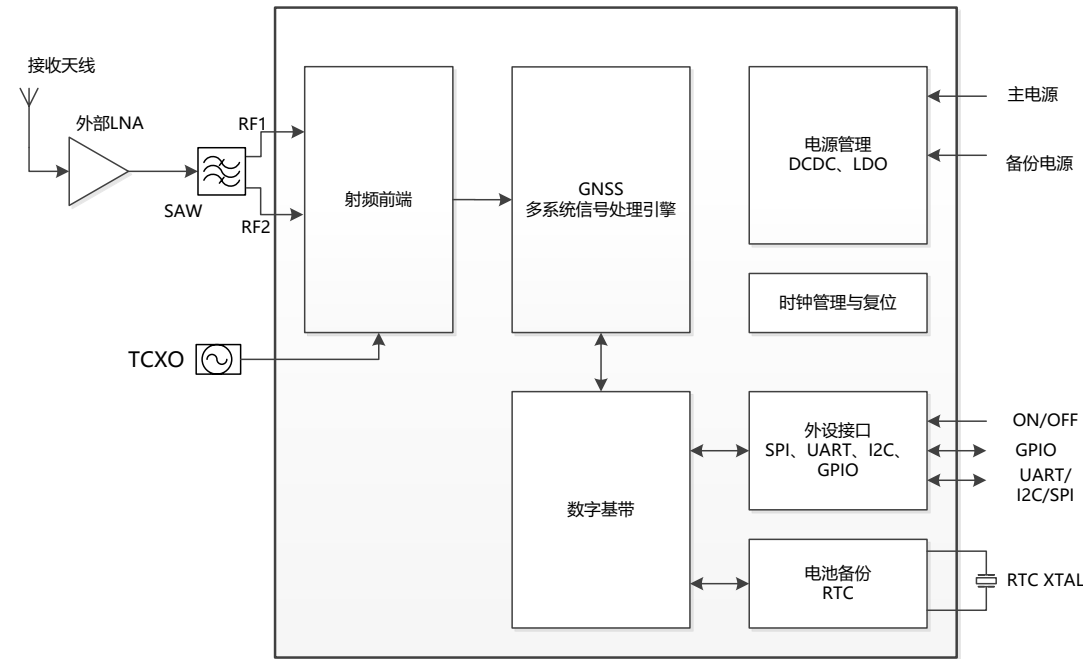 接收天线
外部LNA
RF1
SAW
RF2
射频前端
GNSS
多系统信号处理引擎
电源管理
DCDC、LDO
主电源
备份电源
时钟管理与复位
TCXO
数字基带
外设接口
SPI、UART、I2C、
GPIO
ON/OFF
GPIO
UART/
I2C/SPI
电池备份
RTC
RTC XTAL